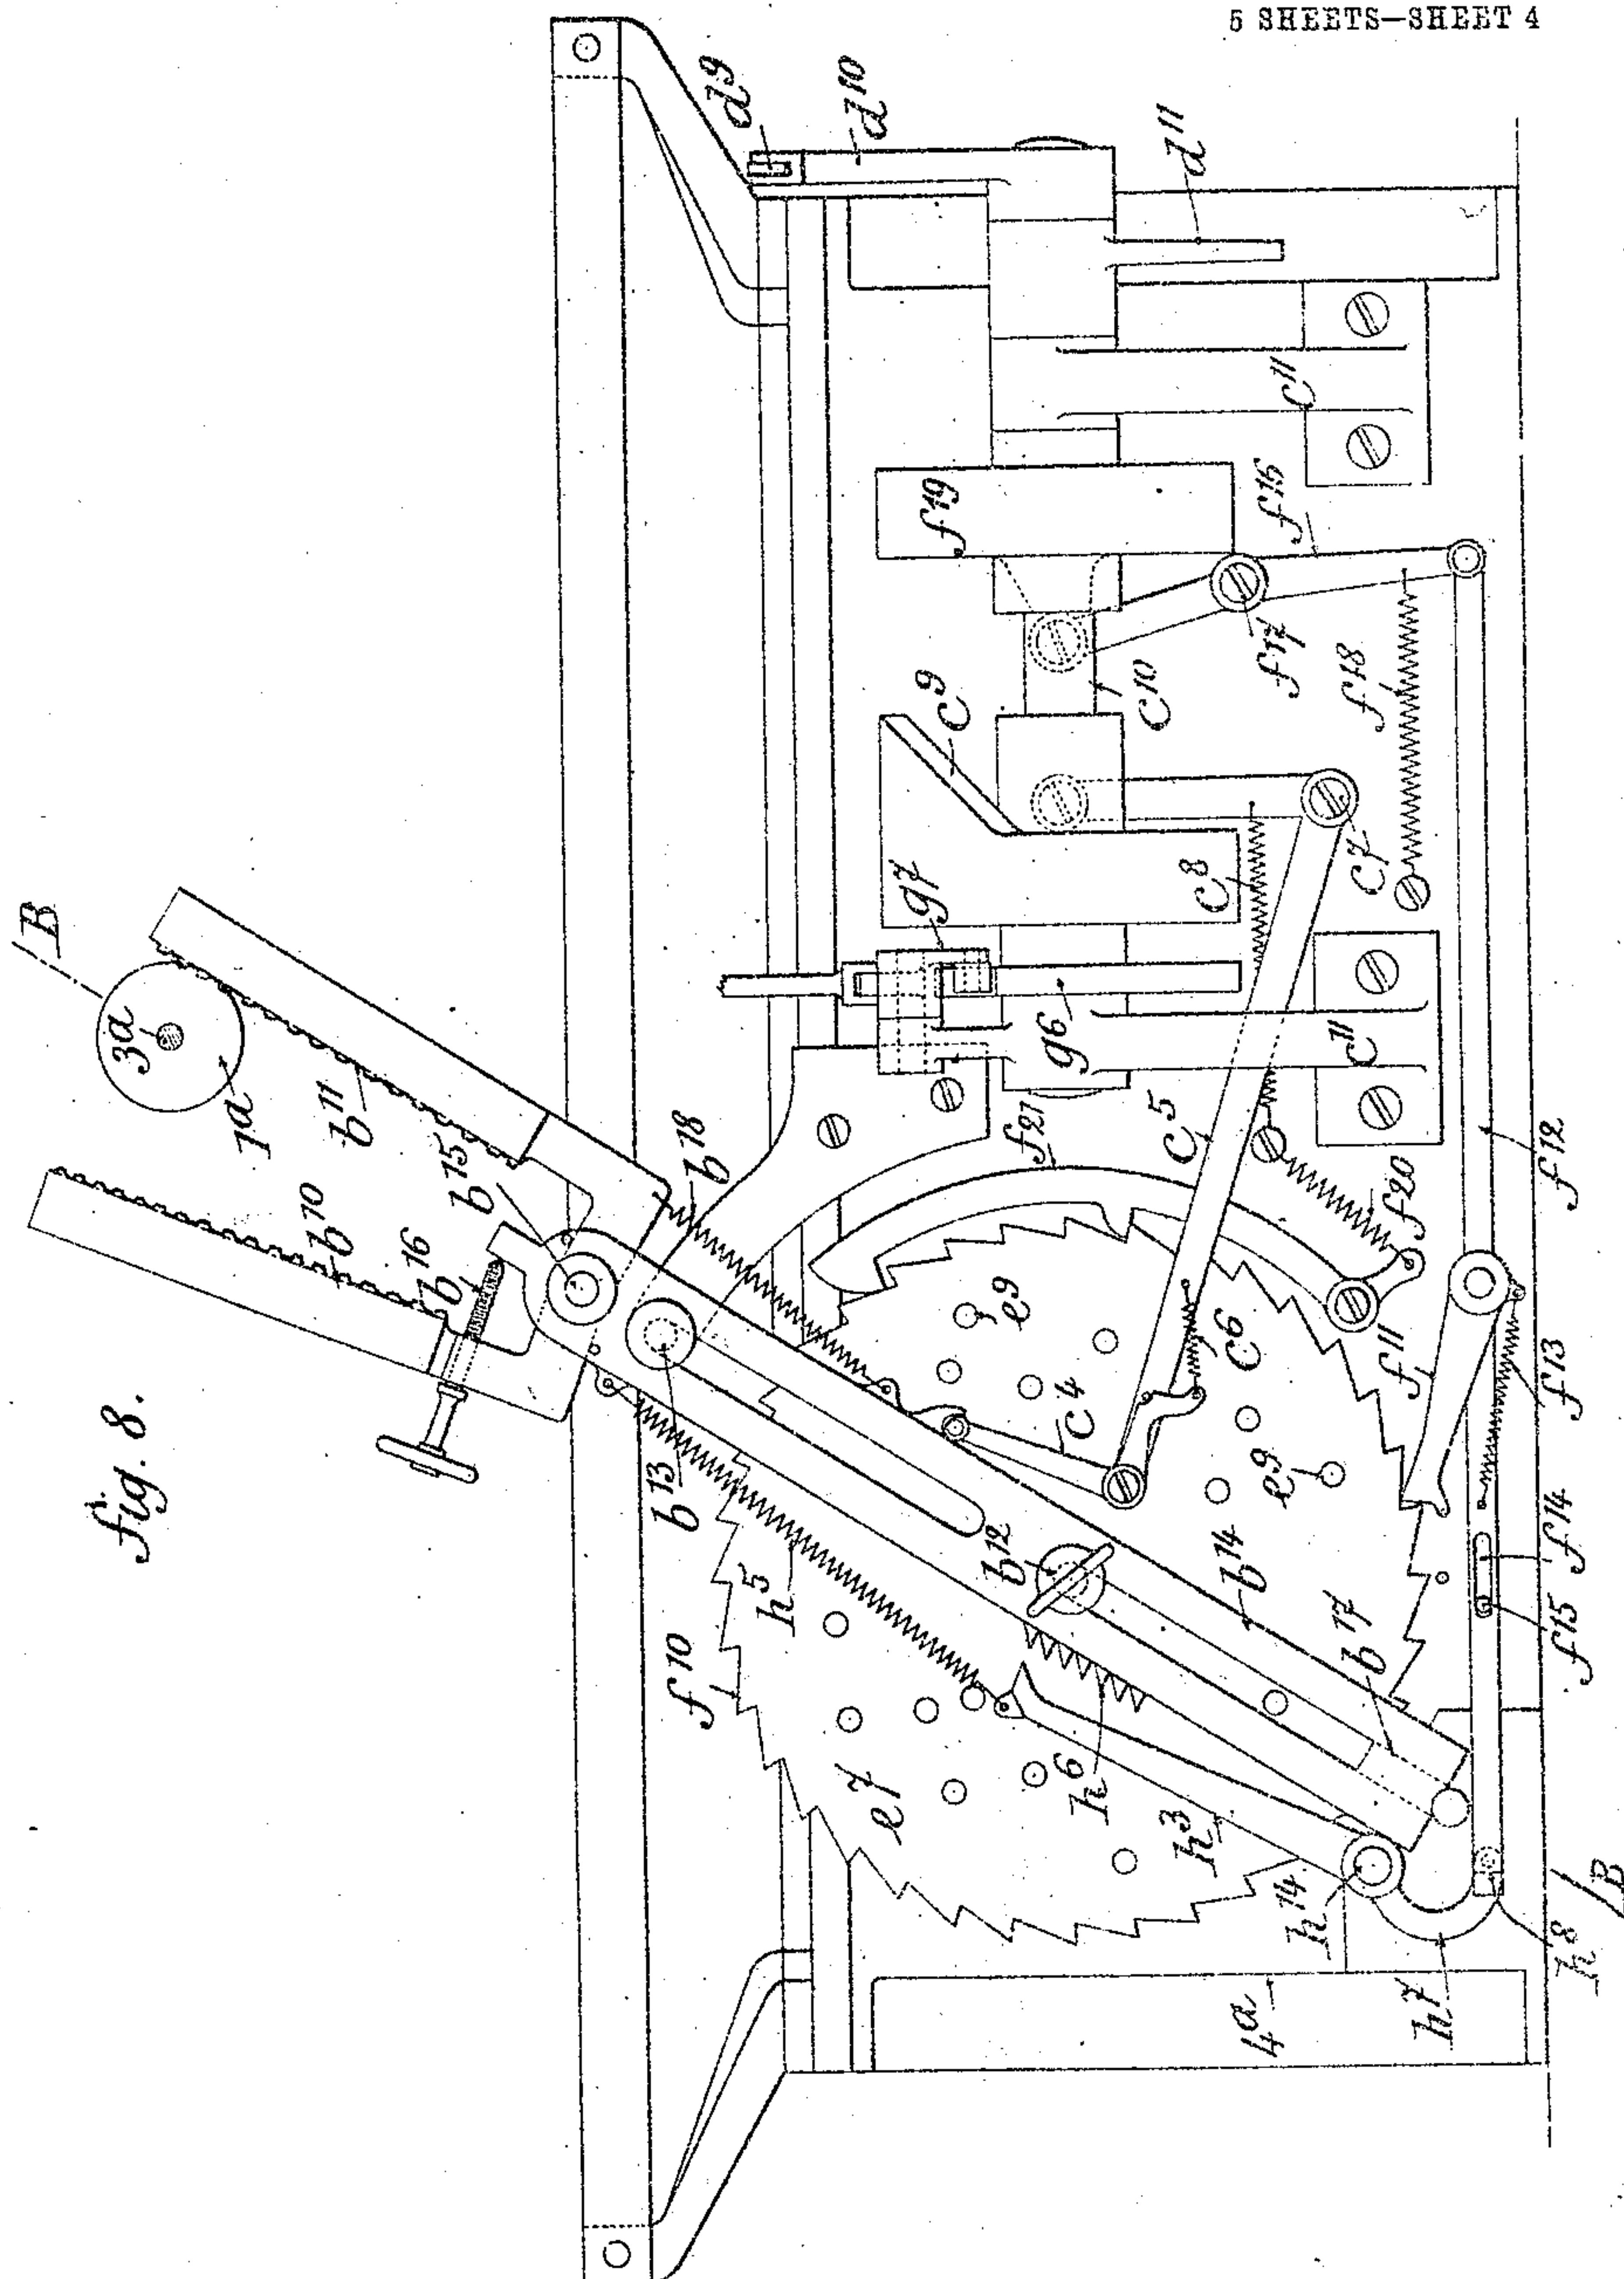 5 SHEETS—SHEET 4
fig. 8.
B
3a
1a
b11
b10
b15
b16
b18
b13
h5
f10
e7
b12
h6
h3
b14
b17
h14
h7
h8
B
4a
d9
d10
d11
c11
f19
f16
f17
f18
c10
c9
c7
c8
g7
g6
c11
c5
f21
f20
f12
e9
c6
c4
e9
f11
f13
f14
f15